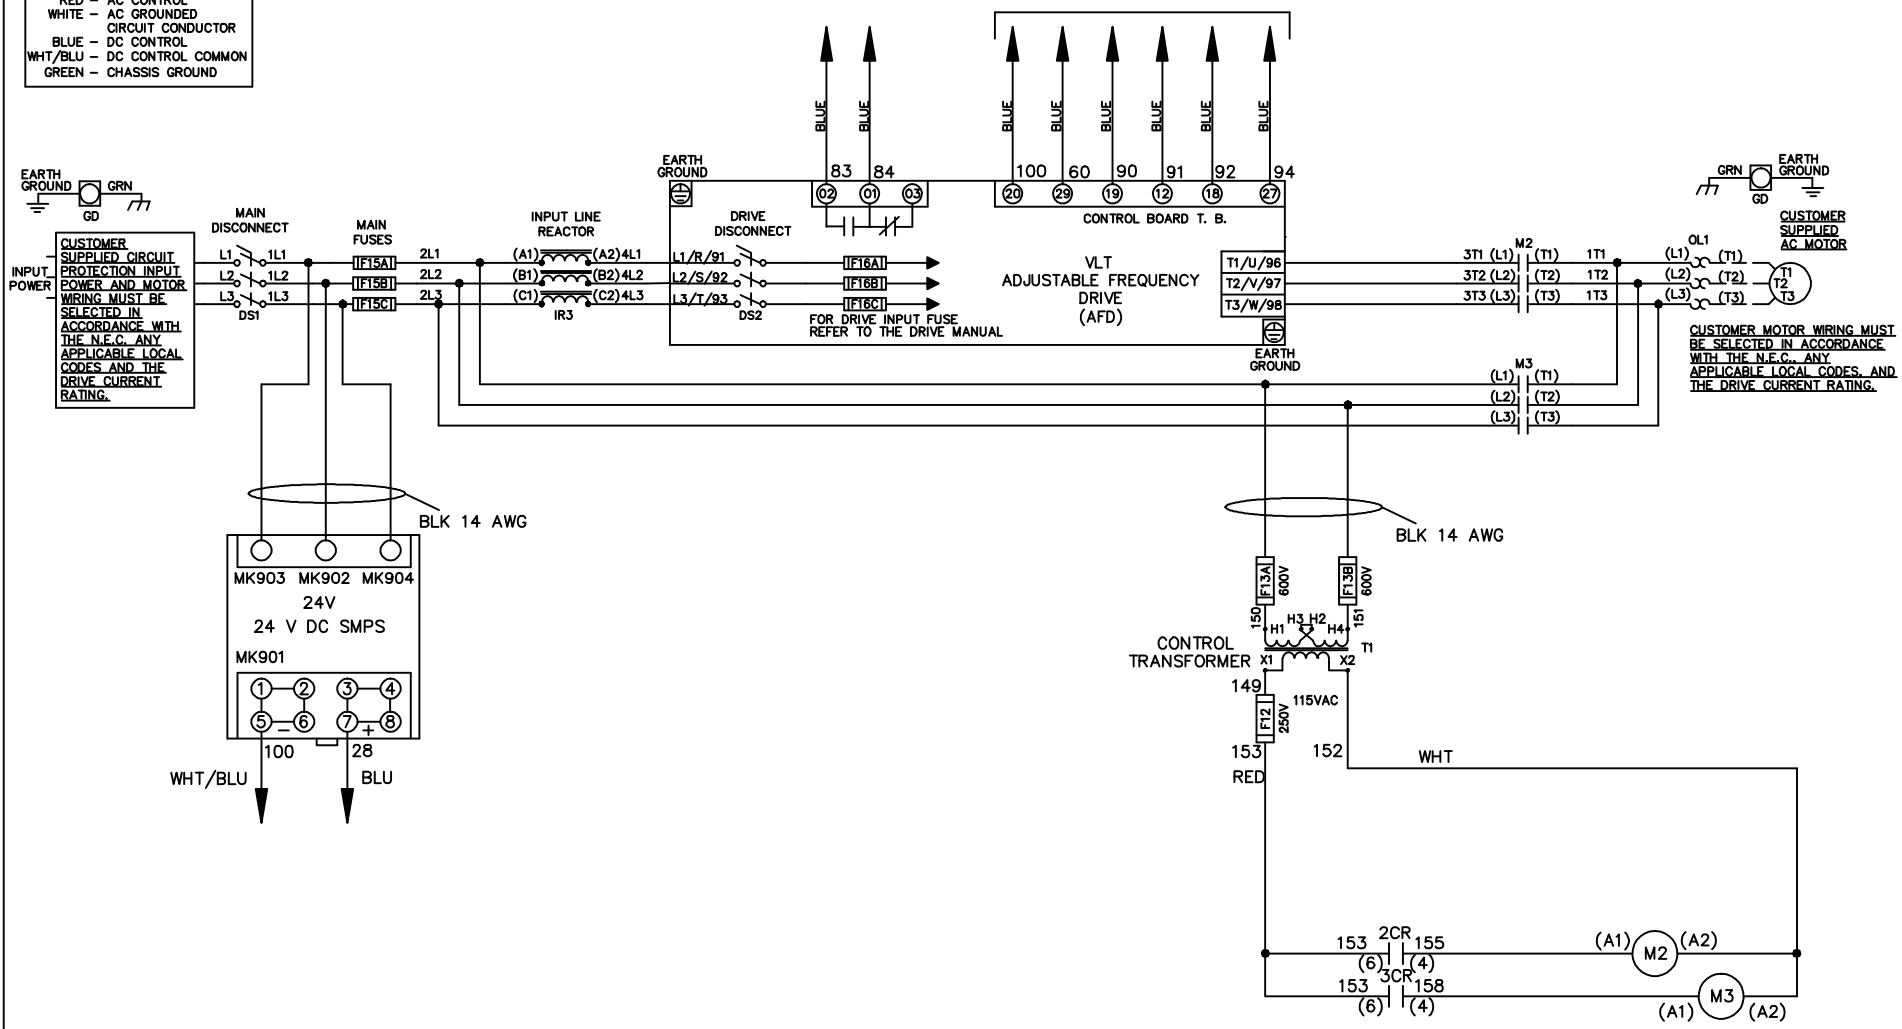 RED – AC CONTROL
WHITE – AC GROUNDED
CIRCUIT CONDUCTOR
BLUE – DC CONTROL
WHT/BLU – DC CONTROL COMMON
GREEN – CHASSIS GROUND
BLUE
BLUE
BLUE
BLUE
BLUE
BLUE
BLUE
BLUE
EARTH
GROUND
GRN
GD
EARTH
GROUND
83
84
100
60
90
91
92
94
02
01
03
20
29
19
12
18
27
CONTROL BOARD T. B.
GRN
EARTH
GROUND
GD
CUSTOMER
SUPPLIED
AC MOTOR
INPUT
POWER
CUSTOMER
SUPPLIED CIRCUIT
PROTECTION INPUT
POWER AND MOTOR
WIRING MUST BE
SELECTED IN
ACCORDANCE WITH
THE N.E.C. ANY
APPLICABLE LOCAL
CODES AND THE
DRIVE CURRENT
RATING.
MAIN
DISCONNECT
L1 1L1
L2 1L2
L3 1L3
DS1
MAIN
FUSES
F15A
F15B
F15C
2L1
2L2
2L3
INPUT LINE
REACTOR
(A1) (A2) 4L1
(B1) (B2) 4L2
(C1) (C2) 4L3
IR3
L1/R/91
L2/S/92
L3/T/93
DRIVE
DISCONNECT
DS2
F16A
F16B
F16C
FOR DRIVE INPUT FUSE
REFER TO THE DRIVE MANUAL
VLT
ADJUSTABLE FREQUENCY
DRIVE
(AFD)
T1/U/96
T2/V/97
T3/W/98
EARTH
GROUND
M2
3T1 (L1) (T1) 1T1
3T2 (L2) (T2) 1T2
3T3 (L3) (T3) 1T3
OL1
(L1) (T1)
(L2) (T2)
(L3) (T3)
T1
T2
T3
CUSTOMER MOTOR WIRING MUST
BE SELECTED IN ACCORDANCE
WITH THE N.E.C., ANY
APPLICABLE LOCAL CODES, AND
THE DRIVE CURRENT RATING.
M3
(L1) (T1)
(L2) (T2)
(L3) (T3)
BLK 14 AWG
BLK 14 AWG
MK903 MK902 MK904
24V
24 V DC SMPS
MK901
1 2 3 4
5 6 7 8
– +
100 28
WHT/BLU BLU
F13A
600V
F13B
600V
150
151
H1 H3 H2 H4
T1
CONTROL
TRANSFORMER
X1 X2
149
115VAC
F12
250V
153 152
RED
WHT
2CR
153 155
(6) (4)
(A1) M2 (A2)
3CR
153 158
(6) (4)
(A1) M3 (A2)